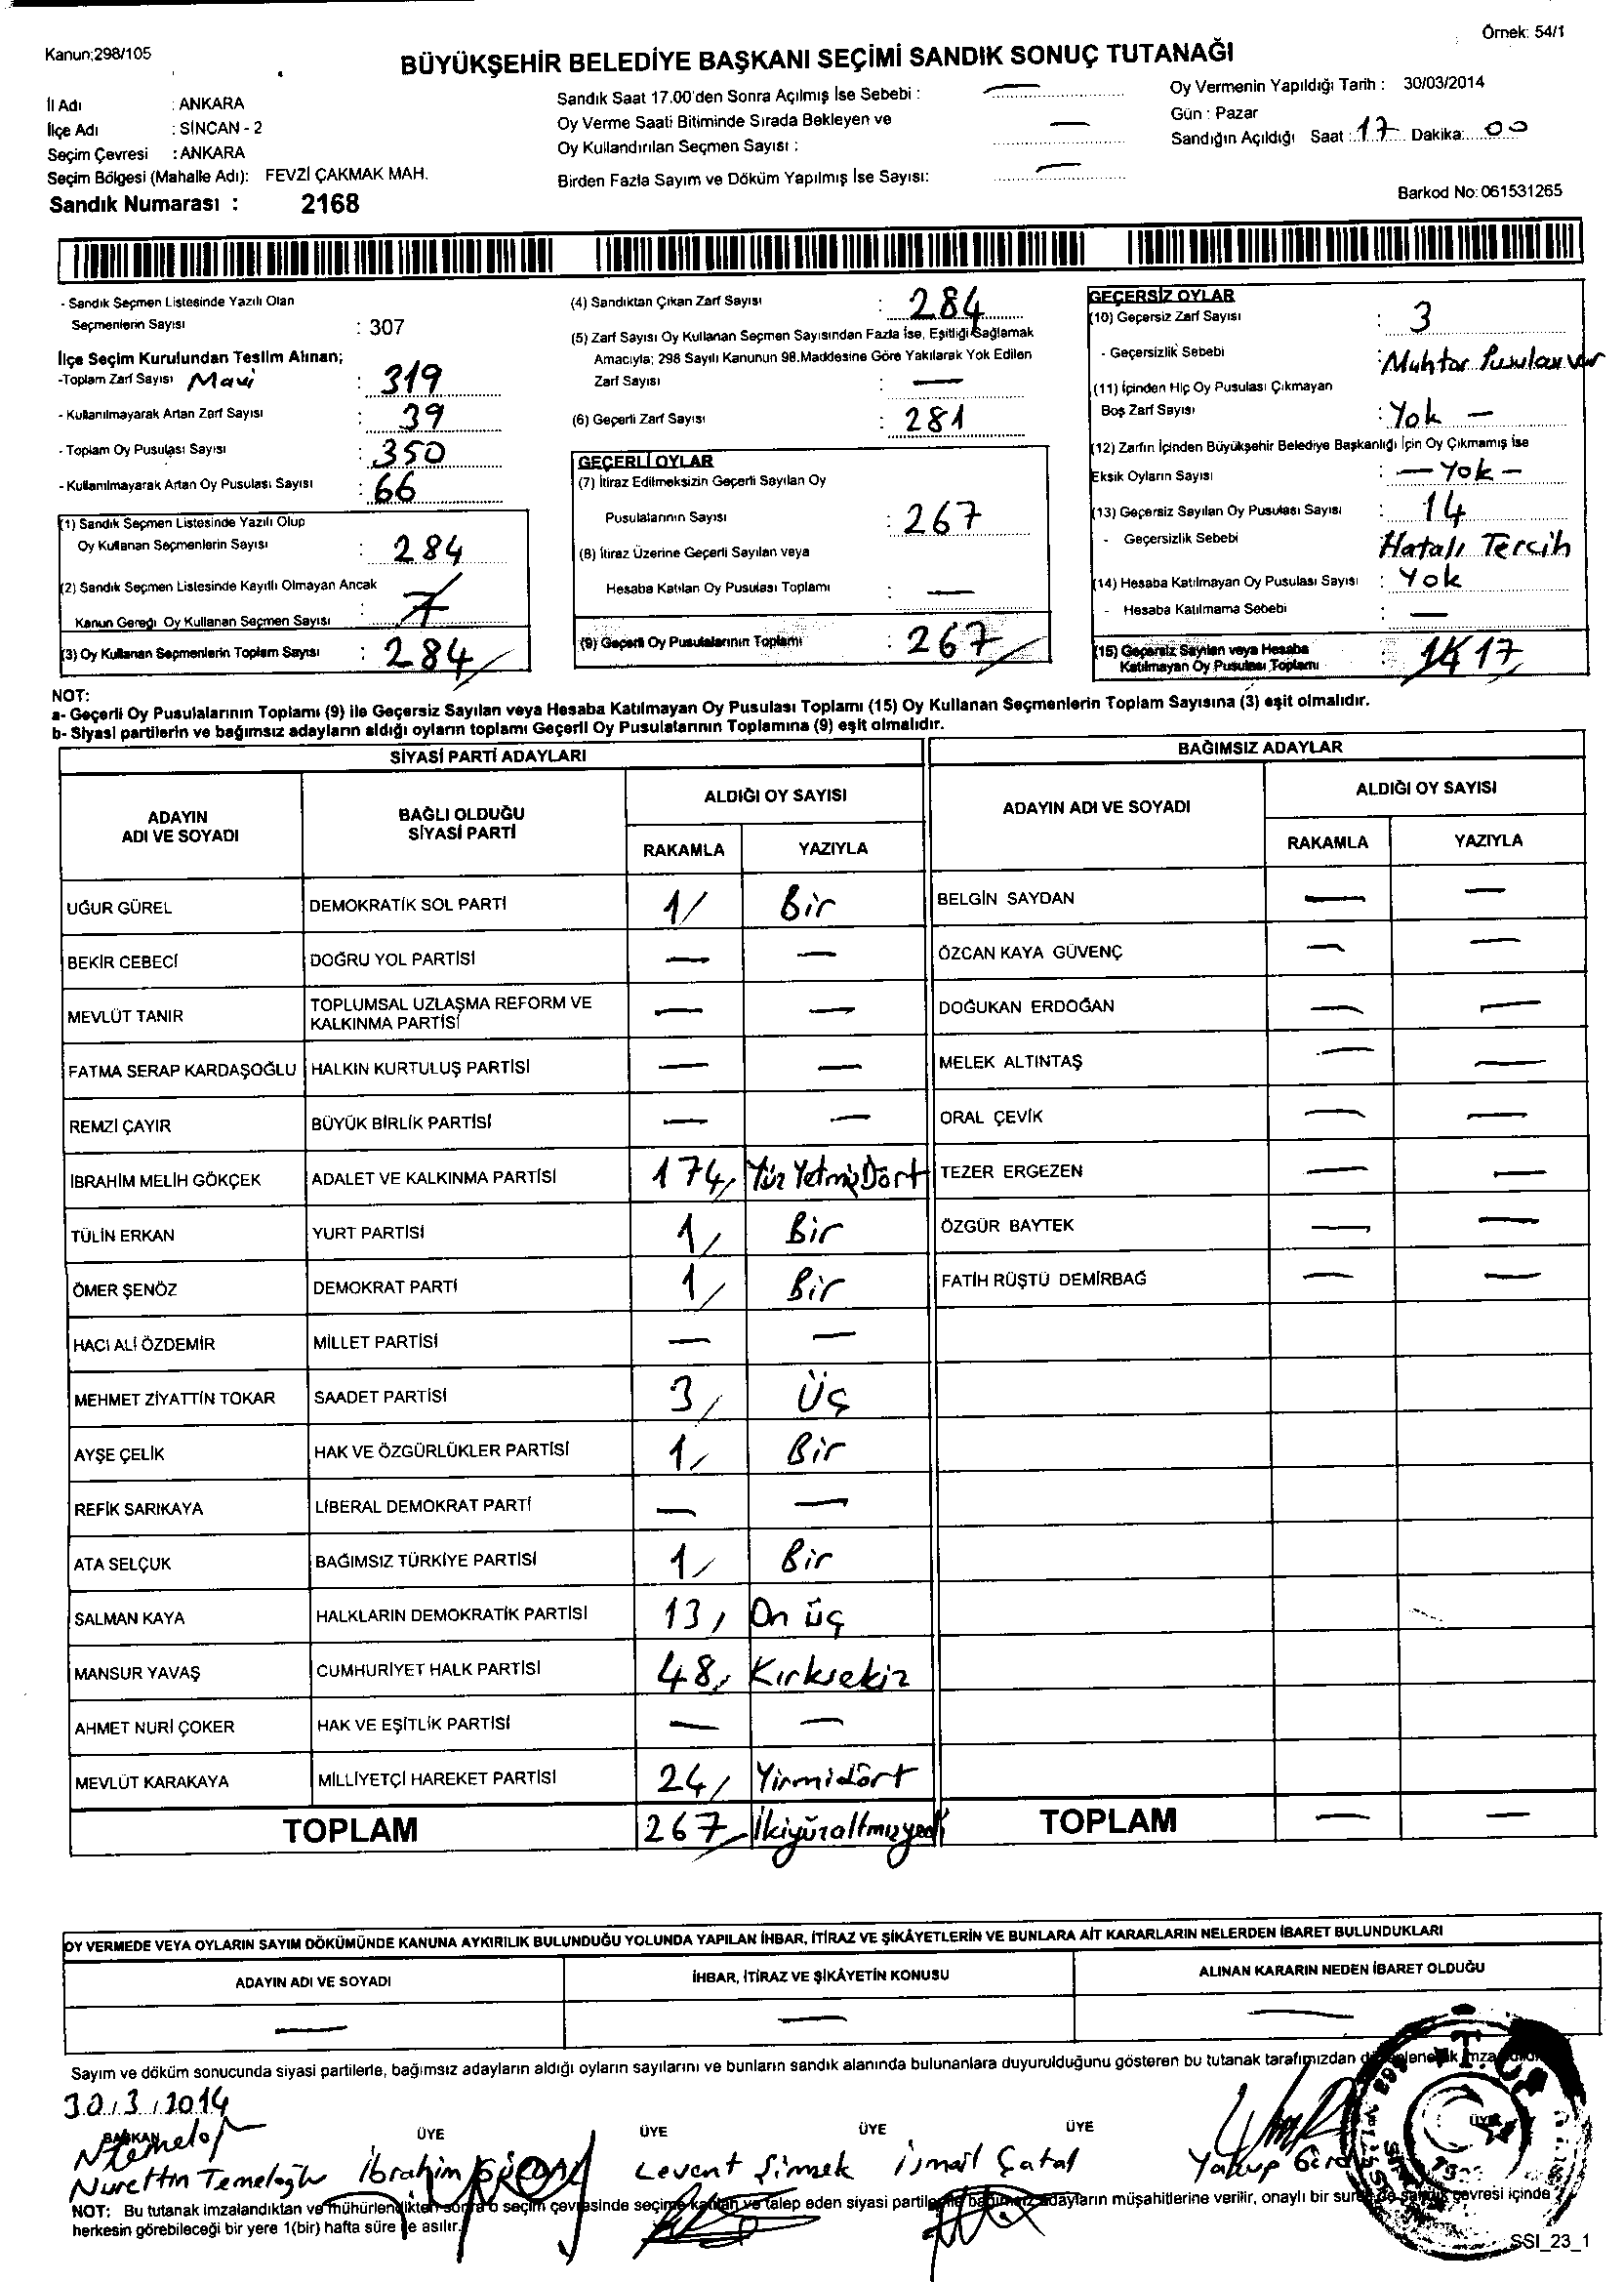 Örnek: 54/1
Kanun;298/105
BÜYÜKŞEHİR BELEDİYE BAŞKANI SEÇİMİ SANDIK SONUÇ TUTANAĞI
İl Adı : ANKARA
İlçe Adı : SİNCAN - 2
Seçim Çevresi : ANKARA
Seçim Bölgesi (Mahalle Adı): FEVZİ ÇAKMAK MAH.
Sandık Numarası : 2168
Sandık Saat 17.00'den Sonra Açılmış İse Sebebi : —
Oy Verme Saati Bitiminde Sırada Bekleyen ve
Oy Kullandırılan Seçmen Sayısı : —
Birden Fazla Sayım ve Döküm Yapılmış İse Sayısı: —
Oy Vermenin Yapıldığı Tarih : 30/03/2014
Gün : Pazar
Sandığın Açıldığı Saat : 17 Dakika: 00
Barkod No: 061531265
- Sandık Seçmen Listesinde Yazılı Olan
Seçmenlerin Sayısı : 307
İlçe Seçim Kurulundan Teslim Alınan;
-Toplam Zarf Sayısı Mavi : 319
- Kullanılmayarak Artan Zarf Sayısı : 39
- Toplam Oy Pusulası Sayısı : 350
- Kullanılmayarak Artan Oy Pusulası Sayısı : 66
(1) Sandık Seçmen Listesinde Yazılı Olup
Oy Kullanan Seçmenlerin Sayısı : 284
(2) Sandık Seçmen Listesinde Kayıtlı Olmayan Ancak
Kanun Gereği Oy Kullanan Seçmen Sayısı :
(3) Oy Kullanan Seçmenlerin Toplam Sayısı : 284
(4) Sandıktan Çıkan Zarf Sayısı : 284
(5) Zarf Sayısı Oy Kullanan Seçmen Sayısından Fazla İse, Eşitliği Sağlamak
Amacıyla; 298 Sayılı Kanunun 98.Maddesine Göre Yakılarak Yok Edilen
Zarf Sayısı : —
(6) Geçerli Zarf Sayısı : 281
GEÇERLİ OYLAR
(7) İtiraz Edilmeksizin Geçerli Sayılan Oy
Pusulalarının Sayısı : 267
(8) İtiraz Üzerine Geçerli Sayılan veya
Hesaba Katılan Oy Pusulası Toplamı : —
(9) Geçerli Oy Pusulalarının Toplamı : 267
GEÇERSİZ OYLAR
(10) Geçersiz Zarf Sayısı : 3
- Geçersizlik Sebebi : Muhtar Pusulası Var
(11) İçinden Hiç Oy Pusulası Çıkmayan
Boş Zarf Sayısı : Yok —
(12) Zarfın İçinden Büyükşehir Belediye Başkanlığı İçin Oy Çıkmamış İse
Eksik Oyların Sayısı : — Yok —
(13) Geçersiz Sayılan Oy Pusulası Sayısı : 14
- Geçersizlik Sebebi Hatalı Tercih
(14) Hesaba Katılmayan Oy Pusulası Sayısı : Yok
- Hesaba Katılmama Sebebi : —
(15) Geçersiz Sayılan veya Hesaba
Katılmayan Oy Pusulası Toplamı : 14 17
NOT:
a- Geçerli Oy Pusulalarının Toplamı (9) ile Geçersiz Sayılan veya Hesaba Katılmayan Oy Pusulası Toplamı (15) Oy Kullanan Seçmenlerin Toplam Sayısına (3) eşit olmalıdır.
b- Siyasi partilerin ve bağımsız adayların aldığı oyların toplamı Geçerli Oy Pusulalarının Toplamına (9) eşit olmalıdır.
SİYASİ PARTİ ADAYLARI
ADAYIN ADI VE SOYADI
BAĞLI OLDUĞU SİYASİ PARTİ
ALDIĞI OY SAYISI
RAKAMLA YAZIYLA
UĞUR GÜREL DEMOKRATİK SOL PARTİ 1 Bir
BEKİR CEBECİ DOĞRU YOL PARTİSİ — —
MEVLÜT TANIR TOPLUMSAL UZLAŞMA REFORM VE KALKINMA PARTİSİ — —
FATMA SERAP KARDAŞOĞLU HALKIN KURTULUŞ PARTİSİ — —
REMZİ ÇAYIR BÜYÜK BİRLİK PARTİSİ — —
İBRAHİM MELİH GÖKÇEK ADALET VE KALKINMA PARTİSİ 174 Yüz YetmişDört
TÜLİN ERKAN YURT PARTİSİ 1 Bir
ÖMER ŞENÖZ DEMOKRAT PARTİ 1 Bir
HACI ALİ ÖZDEMİR MİLLET PARTİSİ — —
MEHMET ZİYATTİN TOKAR SAADET PARTİSİ 3 Üç
AYŞE ÇELİK HAK VE ÖZGÜRLÜKLER PARTİSİ 1 Bir
REFİK SARIKAYA LİBERAL DEMOKRAT PARTİ — —
ATA SELÇUK BAĞIMSIZ TÜRKİYE PARTİSİ 1 Bir
SALMAN KAYA HALKLARIN DEMOKRATİK PARTİSİ 13 On üç
MANSUR YAVAŞ CUMHURİYET HALK PARTİSİ 48 Kırksekiz
AHMET NURİ ÇOKER HAK VE EŞİTLİK PARTİSİ — —
MEVLÜT KARAKAYA MİLLİYETÇİ HAREKET PARTİSİ 24 Yirmidört
TOPLAM 267 İkiyüzaltmışyedi
BAĞIMSIZ ADAYLAR
ADAYIN ADI VE SOYADI
ALDIĞI OY SAYISI
RAKAMLA YAZIYLA
BELGİN SAYDAN — —
ÖZCAN KAYA GÜVENÇ — —
DOĞUKAN ERDOĞAN — —
MELEK ALTINTAŞ — —
ORAL ÇEVİK — —
TEZER ERGEZEN — —
ÖZGÜR BAYTEK — —
FATİH RÜŞTÜ DEMİRBAĞ — —
TOPLAM — —
OY VERMEDE VEYA OYLARIN SAYIM DÖKÜMÜNDE KANUNA AYKIRILIK BULUNDUĞU YOLUNDA YAPILAN İHBAR, İTİRAZ VE ŞİKÂYETLERİN VE BUNLARA AİT KARARLARIN NELERDEN İBARET BULUNDUKLARI
ADAYIN ADI VE SOYADI İHBAR, İTİRAZ VE ŞİKÂYETİN KONUSU ALINAN KARARIN NEDEN İBARET OLDUĞU
— — —
Sayım ve döküm sonucunda siyasi partilerle, bağımsız adayların aldığı oyların sayılarını ve bunların sandık alanında bulunanlara duyurulduğunu gösteren bu tutanak tarafımızdan
30/3/2014
BAŞKAN ÜYE ÜYE ÜYE ÜYE ÜYE
Nurettin Temeloğlu İbrahim Levent Şimşek İsmail Çatal Yakup
NOT: Bu tutanak imzalandıktan ve mühürlendikten sonra o seçim çevresinde seçime katılan ve talep eden siyasi partilerle bağımsız adayların müşahitlerine verilir, onaylı bir sureti de sandık çevresi içinde
herkesin görebileceği bir yere 1(bir) hafta süre ile asılır.
T.C.
SSI_23_1